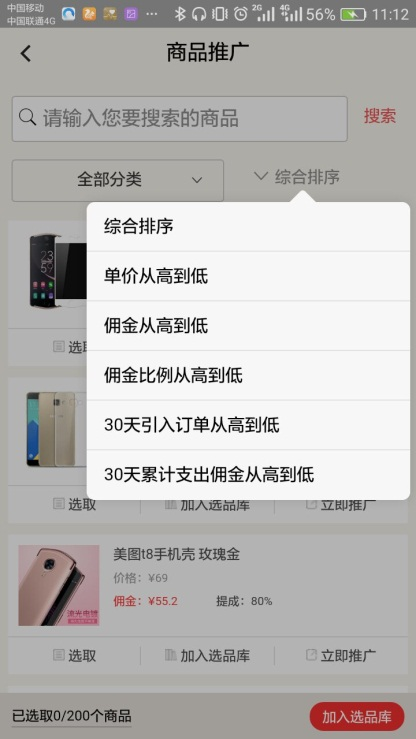 中国移动
中国联通4G
2G
4G
56%
11:12
商品推广
请输入您要搜索的商品
搜索
全部分类
综合排序
综合排序
单价从高到低
佣金从高到低
佣金比例从高到低
30天引入订单从高到低
30天累计支出佣金从高到低
选取
选取
加入选品库
立即推广
美图t8手机壳 玫瑰金
价格：¥69
佣金：¥55.2
提成：80%
流光电镀
选取
加入选品库
立即推广
已选取0/200个商品
加入选品库